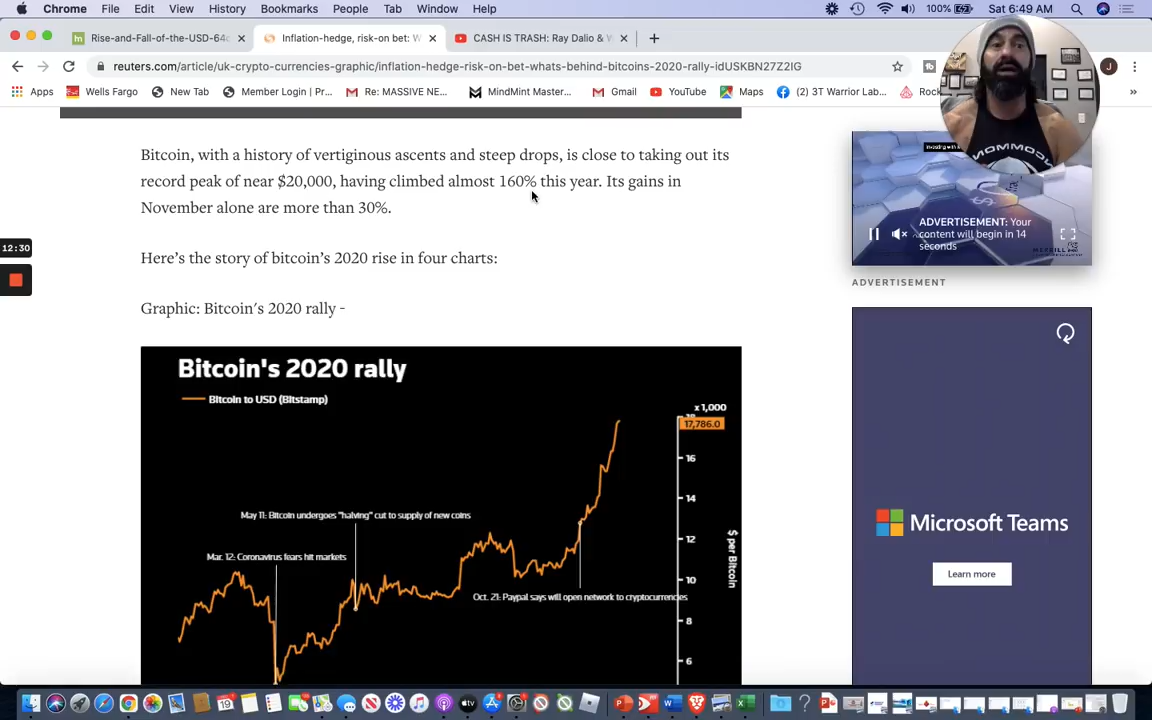 Chrome File Edit View History Bookmarks People Tab Window Help 100% Sat 6:49 AM
Rise-and-Fall-of-the-USD-64 Inflation-hedge, risk-on bet: W CASH IS TRASH: Ray Dalio & W
reuters.com/article/uk-crypto-currencies-graphic/inflation-hedge-risk-on-bet-whats-behind-bitcoins-2020-rally-idUSKBN27Z2IG J
Apps Wells Fargo New Tab Member Login | Pr... Re: MASSIVE NE... MindMint Master... Gmail YouTube Maps (2) 3T Warrior Lab... Rock
Bitcoin, with a history of vertiginous ascents and steep drops, is close to taking out its
record peak of near $20,000, having climbed almost 160% this year. Its gains in
November alone are more than 30%.
Here's the story of bitcoin's 2020 rise in four charts:
Graphic: Bitcoin's 2020 rally -
12:30
Bitcoin's 2020 rally
Bitcoin to USD (Bitstamp)
x 1,000
18
17,786.0
16
14
12
10
8
6
$ per Bitcoin
May 11: Bitcoin undergoes "halving" cut to supply of new coins
Mar. 12: Coronavirus fears hit markets
Oct. 21: Paypal says will open network to cryptocurrencies
ADVERTISEMENT: Your
content will begin in 14
seconds
ADVERTISEMENT
Microsoft Teams
Learn more